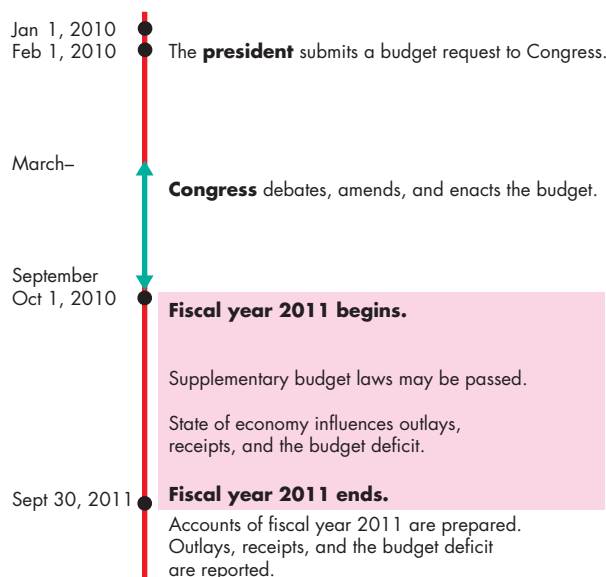 Jan 1, 2010
Feb 1, 2010 The president submits a budget request to Congress.
March–
Congress debates, amends, and enacts the budget.
September
Oct 1, 2010
Fiscal year 2011 begins.
Supplementary budget laws may be passed.
State of economy influences outlays,
receipts, and the budget deficit.
Sept 30, 2011 Fiscal year 2011 ends.
Accounts of fiscal year 2011 are prepared.
Outlays, receipts, and the budget deficit
are reported.